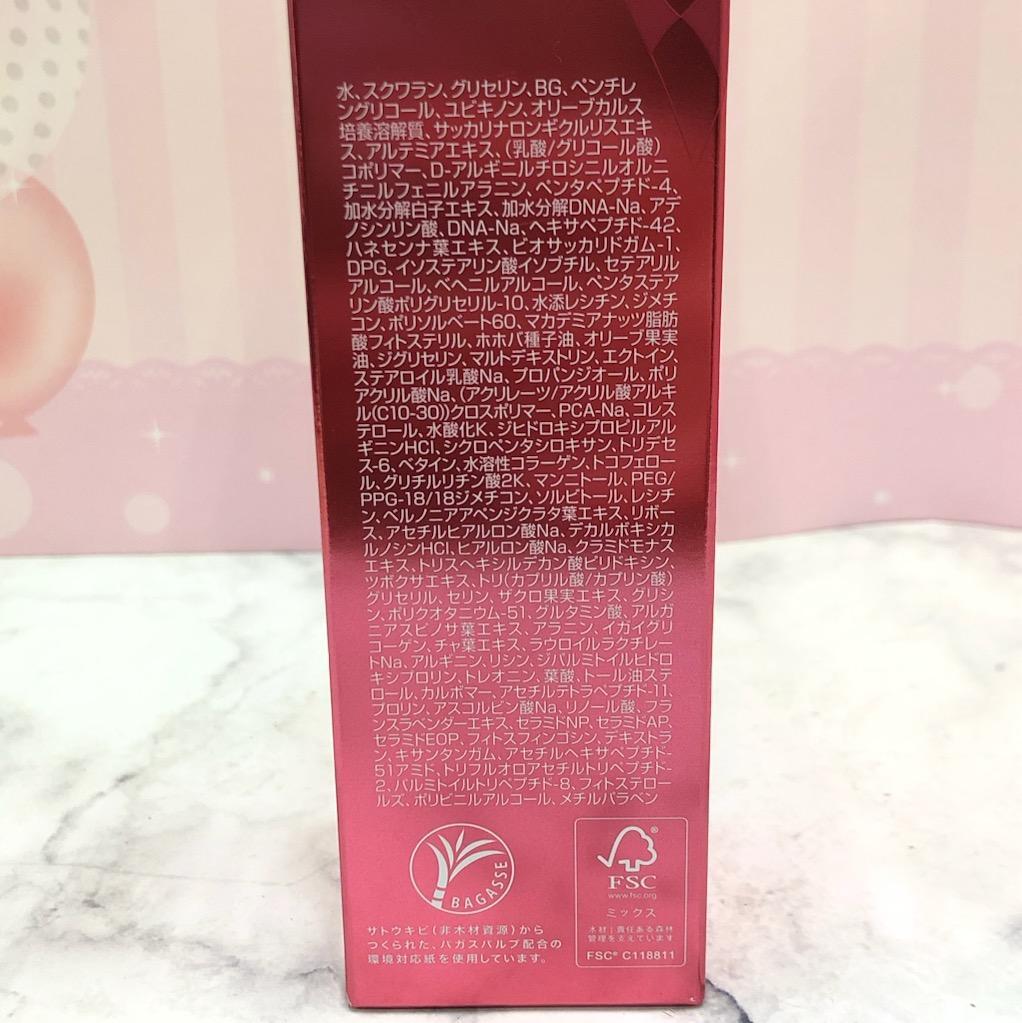 水、スクワラン、グリセリン、BG、ペンチレ
ングリコール、ユビキノン、オリーブカルス
培養溶解質、サッカリナロンギクルリスエキ
ス、アルテミアエキス、(乳酸/グリコール酸)
コポリマー、D-アルギニルチロシニルオルニ
チニルフェニルアラニン、ペンタペプチド-4、
加水分解白子エキス、加水分解DNA-Na、アデ
ノシンリン酸、DNA-Na、ヘキサペプチド-42、
ハネセンナ葉エキス、ビオサッカリドガム-1、
DPG、イソステアリン酸イソブチル、セテアリル
アルコール、ベヘニルアルコール、ペンタステア
リン酸ポリグリセリル-10、水添レシチン、ジメチ
コン、ポリソルベート60、マカデミアナッツ脂肪
酸フィトステリル、ホホバ種子油、オリーブ果実
油、ジグリセリン、マルトデキストリン、エクトイン、
ステアロイル乳酸Na、プロパンジオール、ポリ
アクリル酸Na、(アクリレーツ/アクリル酸アルキ
ル(C10-30))クロスポリマー、PCA-Na、コレス
テロール、水酸化K、ジヒドロキシプロピルアル
ギニンHCl、シクロペンタシロキサン、トリデセ
ス-6、ベタイン、水溶性コラーゲン、トコフェロー
ル、グリチルリチン酸2K、マンニトール、PEG/
PPG-18/18ジメチコン、ソルビトール、レシチ
ン、ベルノニアアペンジクラタ葉エキス、リボー
ス、アセチルヒアルロン酸Na、デカルボキシカ
ルノシンHCl、ヒアルロン酸Na、クラミドモナス
エキス、トリスヘキシルデカン酸ピリドキシン、
ツボクサエキス、トリ(カプリル酸/カプリン酸)
グリセリル、セリン、ザクロ果実エキス、グリシ
ン、ポリクオタニウム-51、グルタミン酸、アルガ
ニアスピノサ葉エキス、アラニン、イカイグリ
コーゲン、チャ葉エキス、ラウロイルラクチレー
トNa、アルギニン、リシン、ジパルミトイルヒドロ
キシプロリン、トレオニン、葉酸、トール油ステ
ロール、カルボマー、アセチルテトラペプチド-11、
プロリン、アスコルビン酸Na、リノール酸、フラ
ンスラベンダーエキス、セラミドNP、セラミドAP、
セラミドEOP、フィトスフィンゴシン、デキストラ
ン、キサンタンガム、アセチルヘキサペプチド-
51アミド、トリフルオロアセチルトリペプチド-
2、パルミトイルトリペプチド-8、フィトステロー
ルズ、ポリビニルアルコール、メチルパラベン
BAGASSE
サトウキビ(非木材資源)から
つくられた、バガスパルプ配合の
環境対応紙を使用しています。
FSC®
www.fsc.org
ミックス
木材|責任ある森林
管理を支えています
FSC® C118811